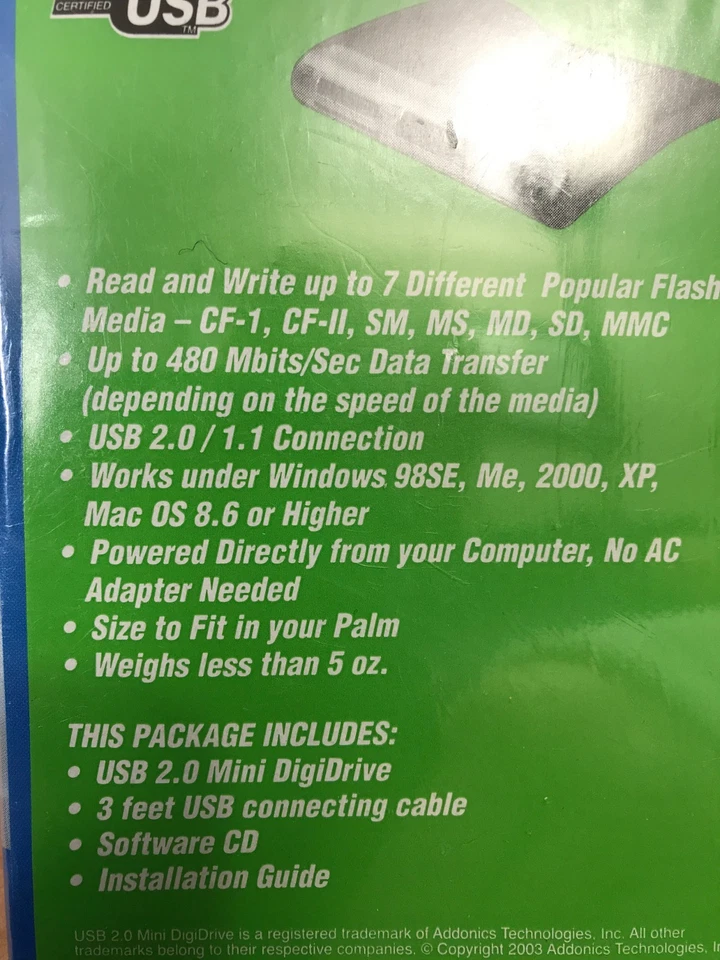 CERTIFIED USB
TM
• Read and Write up to 7 Different Popular Flash
Media – CF-1, CF-II, SM, MS, MD, SD, MMC
• Up to 480 Mbits/Sec Data Transfer
(depending on the speed of the media)
• USB 2.0 / 1.1 Connection
• Works under Windows 98SE, Me, 2000, XP,
Mac OS 8.6 or Higher
• Powered Directly from your Computer, No AC
Adapter Needed
• Size to Fit in your Palm
• Weighs less than 5 oz.
THIS PACKAGE INCLUDES:
• USB 2.0 Mini DigiDrive
• 3 feet USB connecting cable
• Software CD
• Installation Guide
USB 2.0 Mini DigiDrive is a registered trademark of Addonics Technologies, Inc. All other
trademarks belong to their respective companies. © Copyright 2003 Addonics Technologies,